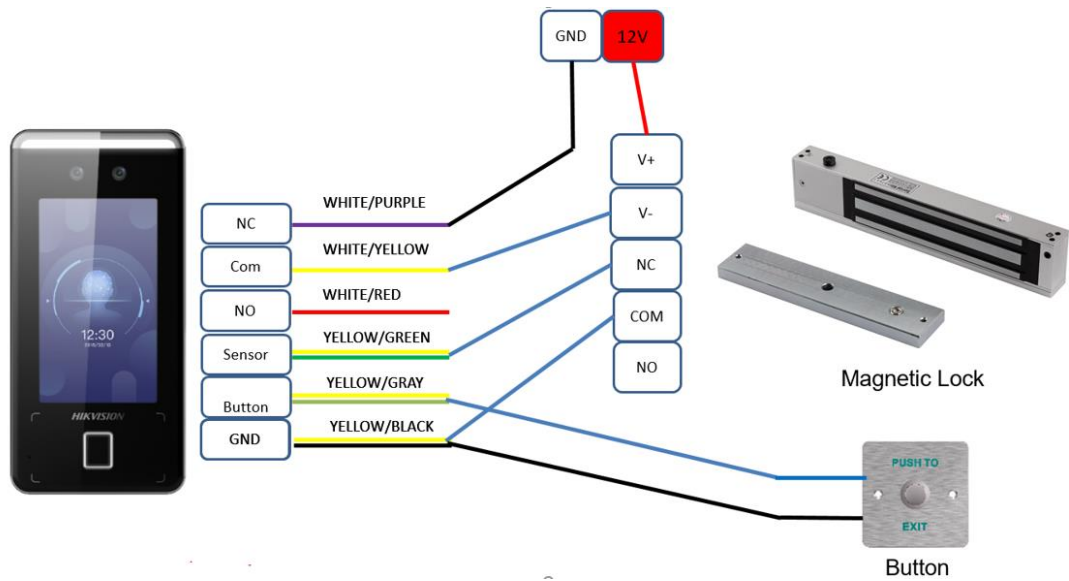 GND
12V
V+
V-
NC
COM
NO
NC
Com
NO
Sensor
Button
GND
WHITE/PURPLE
WHITE/YELLOW
WHITE/RED
YELLOW/GREEN
YELLOW/GRAY
YELLOW/BLACK
12:30
HIKVISION
Magnetic Lock
PUSH TO
EXIT
Button